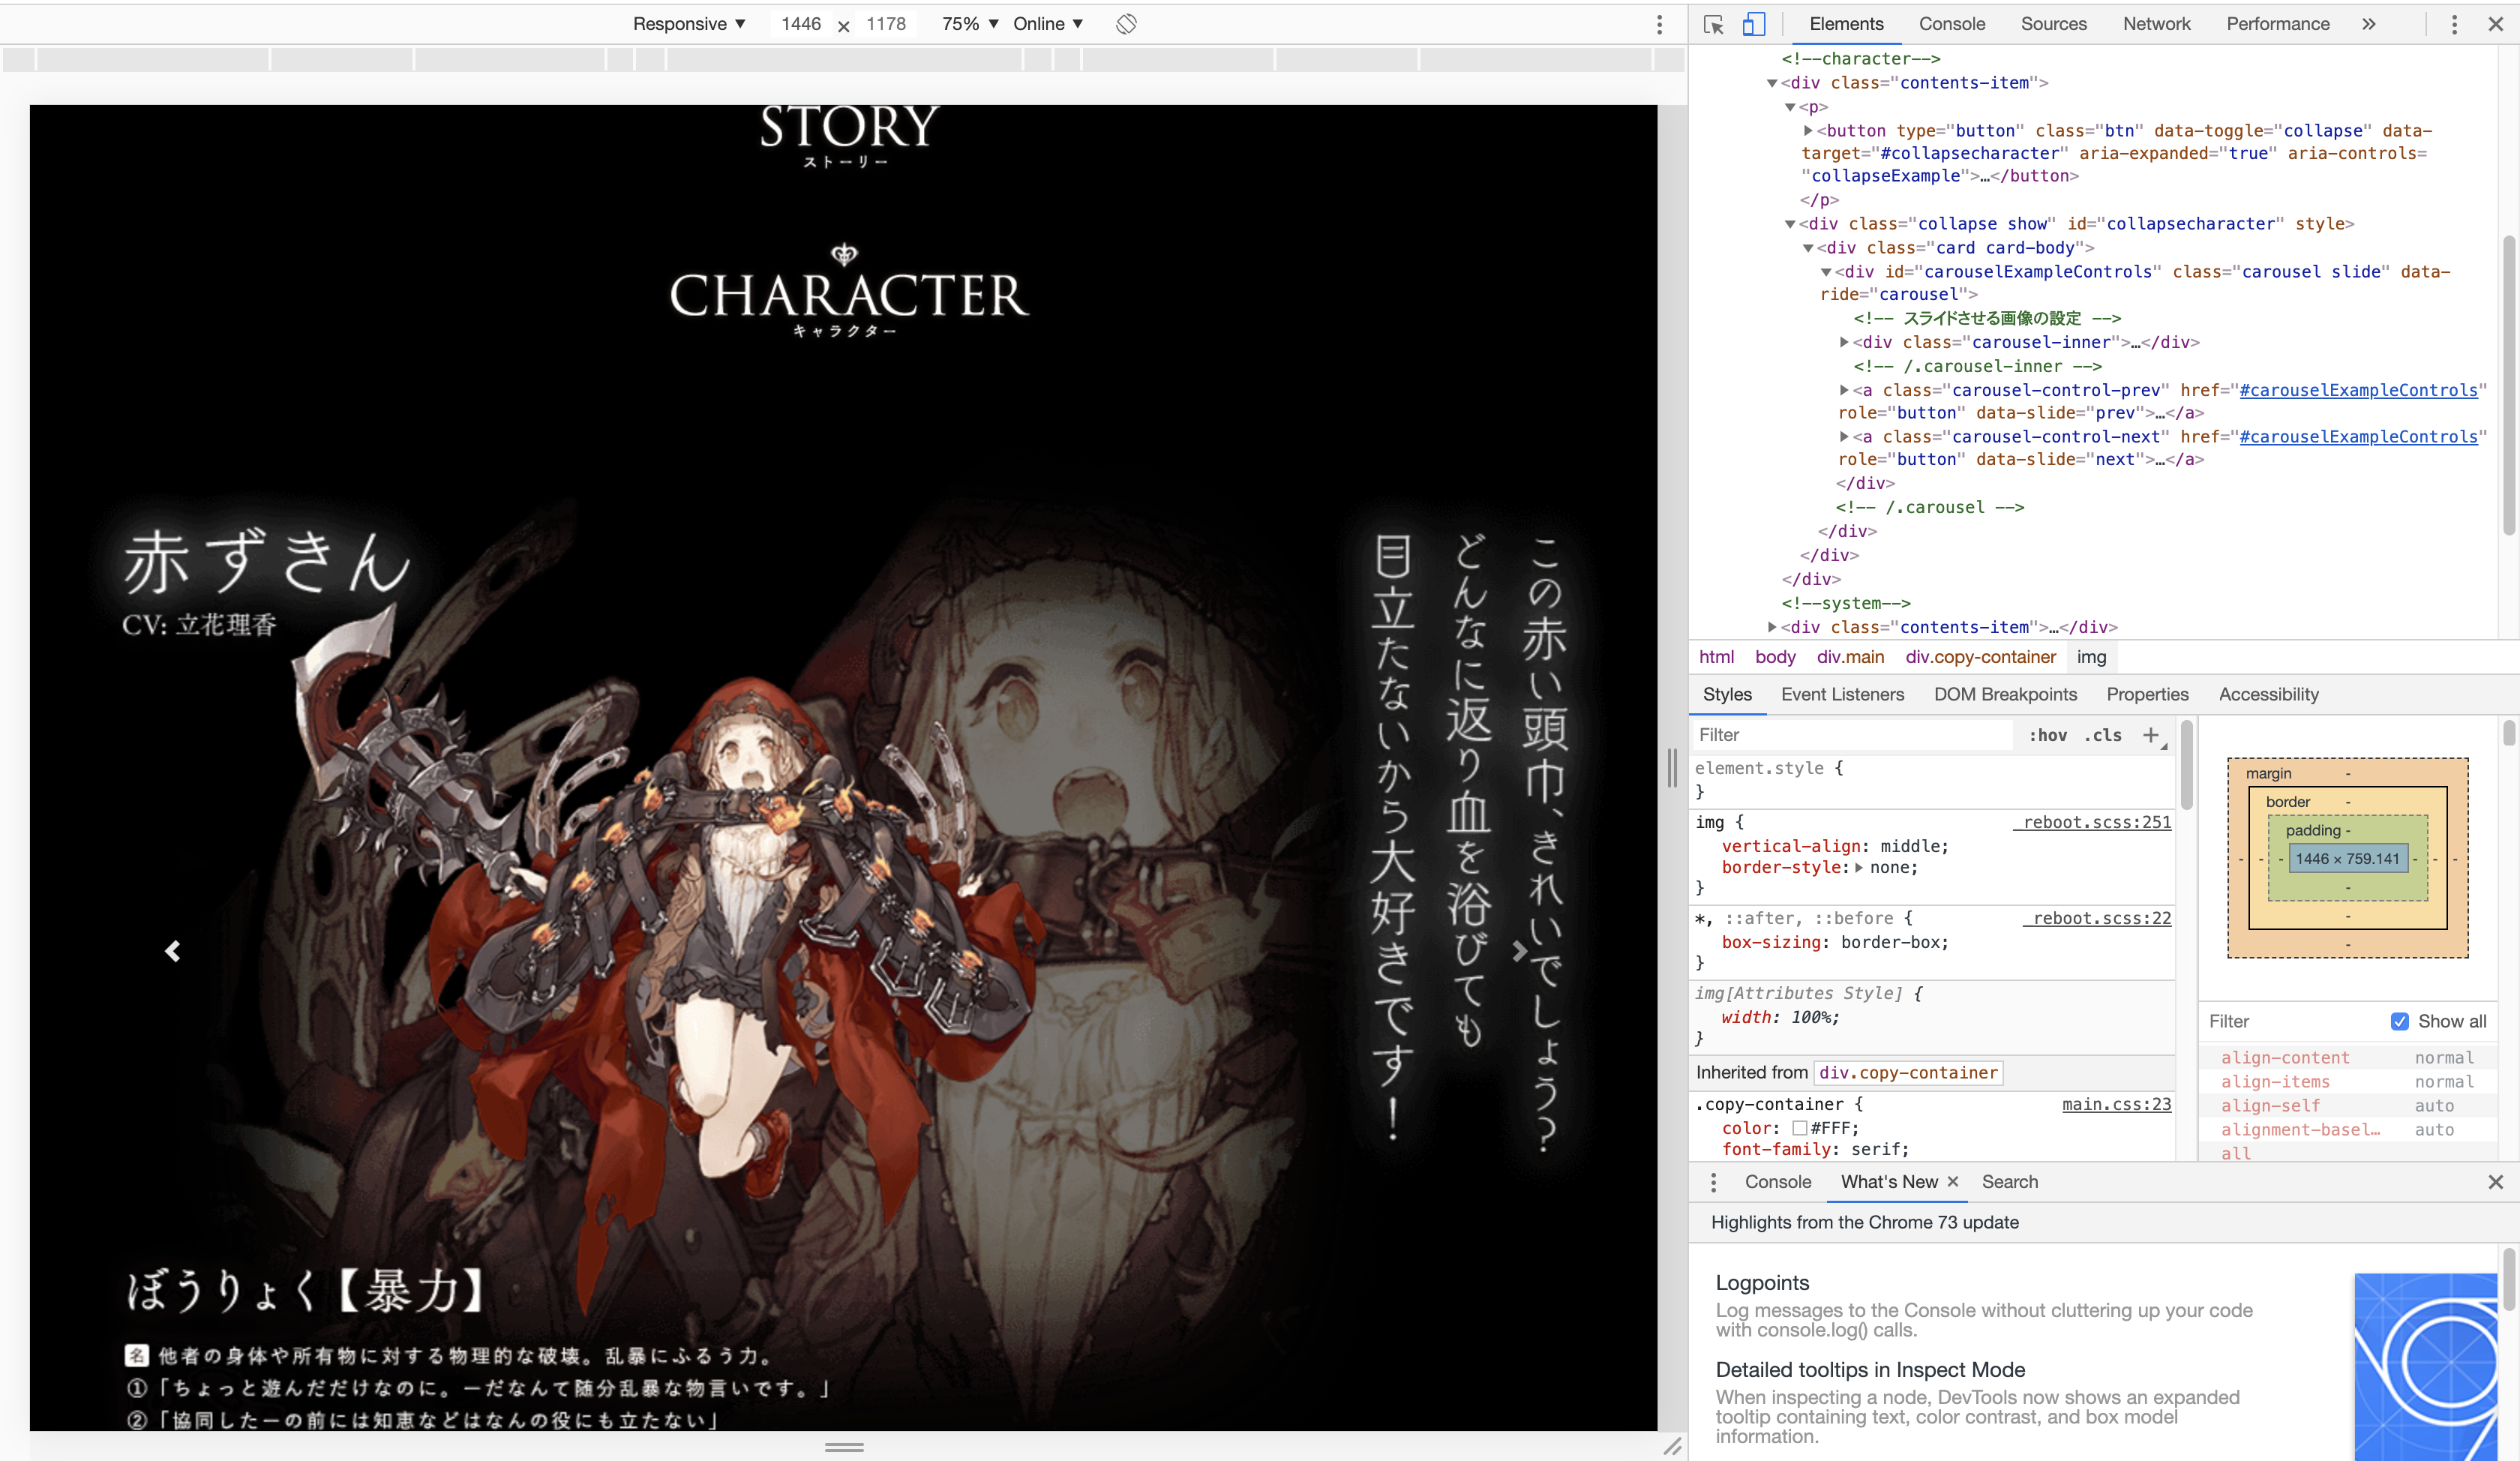 Responsive ▼ 1446 × 1178 75% ▼ Online ▼
STORY
ストーリー
CHARACTER
キャラクター
赤ずきん
CV: 立花理香
この赤い頭巾、きれいでしょう?
どんなに返り血を浴びても
目立たないから大好きです!
ぼうりょく【暴力】
名 他者の身体や所有物に対する物理的な破壊。乱暴にふるう力。
①「ちょっと遊んだだけなのに。ーだなんて随分乱暴な物言いです。」
②「協同したーの前には知恵などはなんの役にも立たない」
Elements Console Sources Network Performance »
<!--character-->
▼<div class="contents-item">
▼<p>
▶<button type="button" class="btn" data-toggle="collapse" data-
target="#collapsecharacter" aria-expanded="true" aria-controls=
"collapseExample">…</button>
</p>
▼<div class="collapse show" id="collapsecharacter" style>
▼<div class="card card-body">
▼<div id="carouselExampleControls" class="carousel slide" data-
ride="carousel">
<!-- スライドさせる画像の設定 -->
▶<div class="carousel-inner">…</div>
<!-- /.carousel-inner -->
▶<a class="carousel-control-prev" href="#carouselExampleControls"
role="button" data-slide="prev">…</a>
▶<a class="carousel-control-next" href="#carouselExampleControls"
role="button" data-slide="next">…</a>
</div>
<!-- /.carousel -->
</div>
</div>
</div>
<!--system-->
▶<div class="contents-item">…</div>
html body div.main div.copy-container img
Styles Event Listeners DOM Breakpoints Properties Accessibility
Filter :hov .cls +
element.style {
}
img { _reboot.scss:251
vertical-align: middle;
border-style:▶ none;
}
*, ::after, ::before { _reboot.scss:22
box-sizing: border-box;
}
img[Attributes Style] {
width: 100%;
}
Inherited from div.copy-container
.copy-container { main.css:23
color: #FFF;
font-family: serif;
margin -
border -
padding -
- - - 1446 × 759.141 - - -
-
-
-
Filter Show all
align-content normal
align-items normal
align-self auto
alignment-basel… auto
all
Console What's New × Search
Highlights from the Chrome 73 update
Logpoints
Log messages to the Console without cluttering up your code
with console.log() calls.
Detailed tooltips in Inspect Mode
When inspecting a node, DevTools now shows an expanded
tooltip containing text, color contrast, and box model
information.